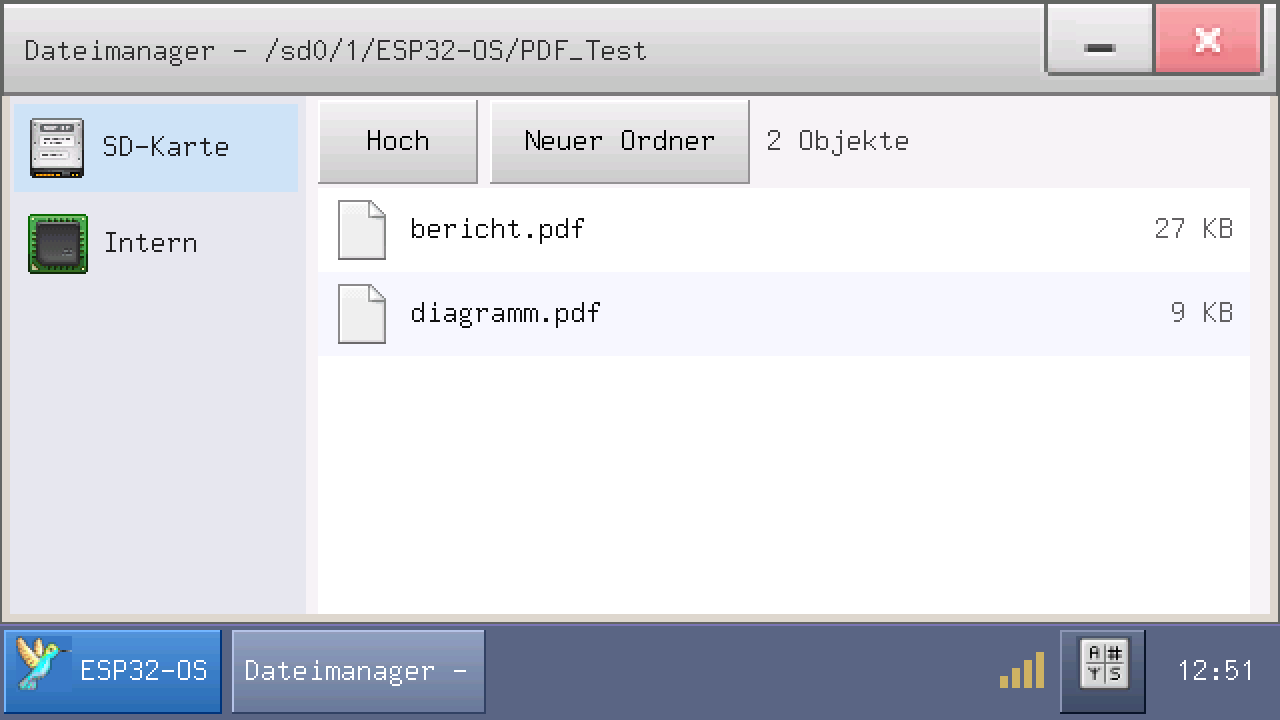 Dateimanager - /sd0/1/ESP32-OS/PDF_Test
SD-Karte
Intern
Hoch
Neuer Ordner
2 Objekte
bericht.pdf
27 KB
diagramm.pdf
9 KB
ESP32-OS
Dateimanager -
A#
YS
12:51